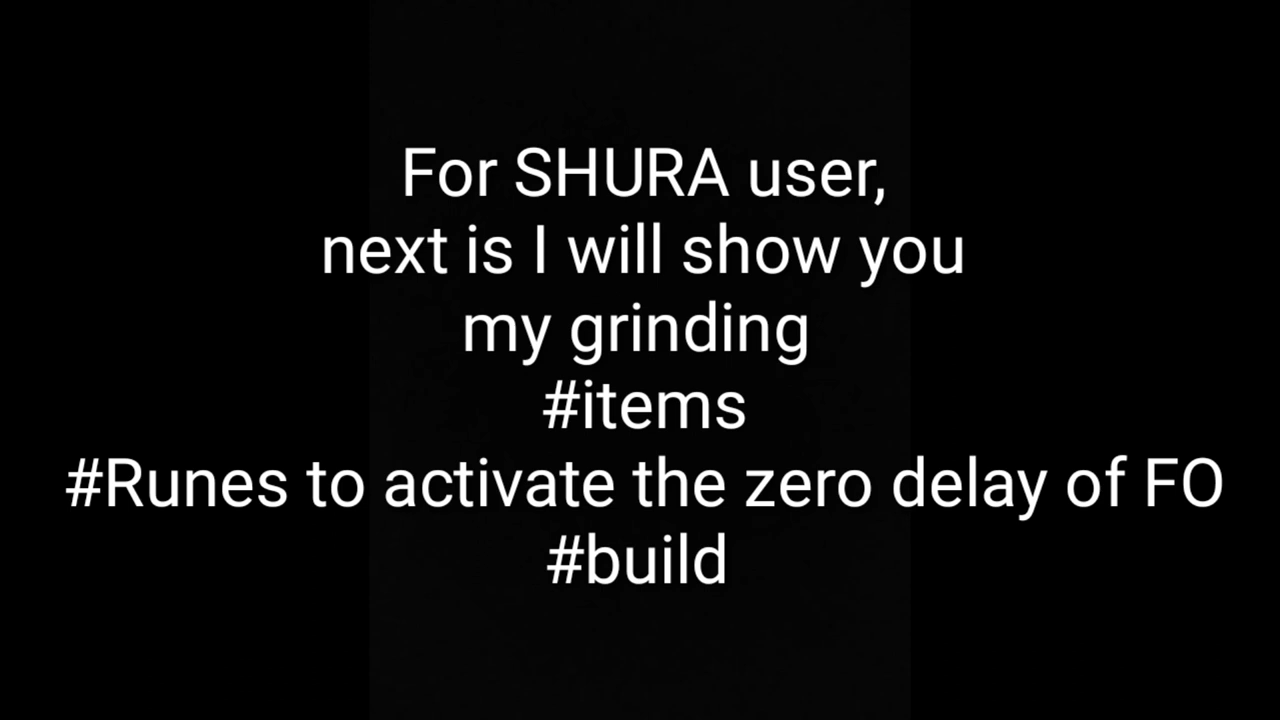 For SHURA user,
next is I will show you
my grinding
#items
#Runes to activate the zero delay of FO
#build